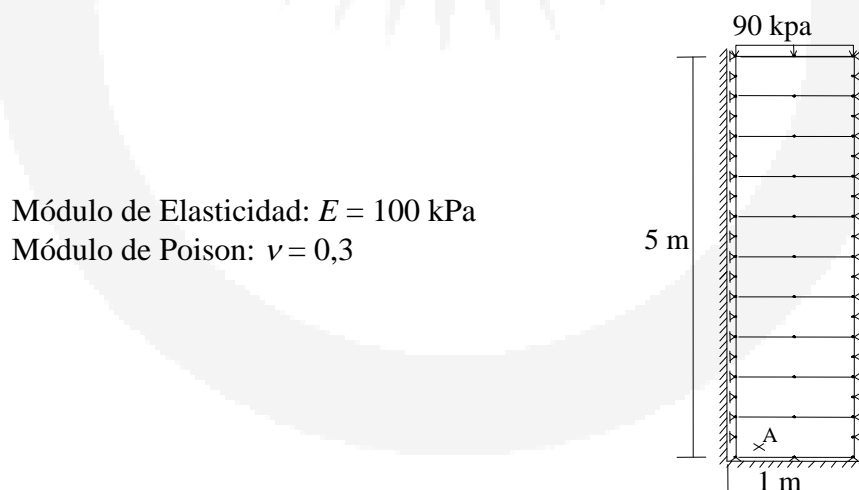 90 kpa
Módulo de Elasticidad: E = 100 kPa
Módulo de Poison: ν = 0,3
5 m
A
1 m